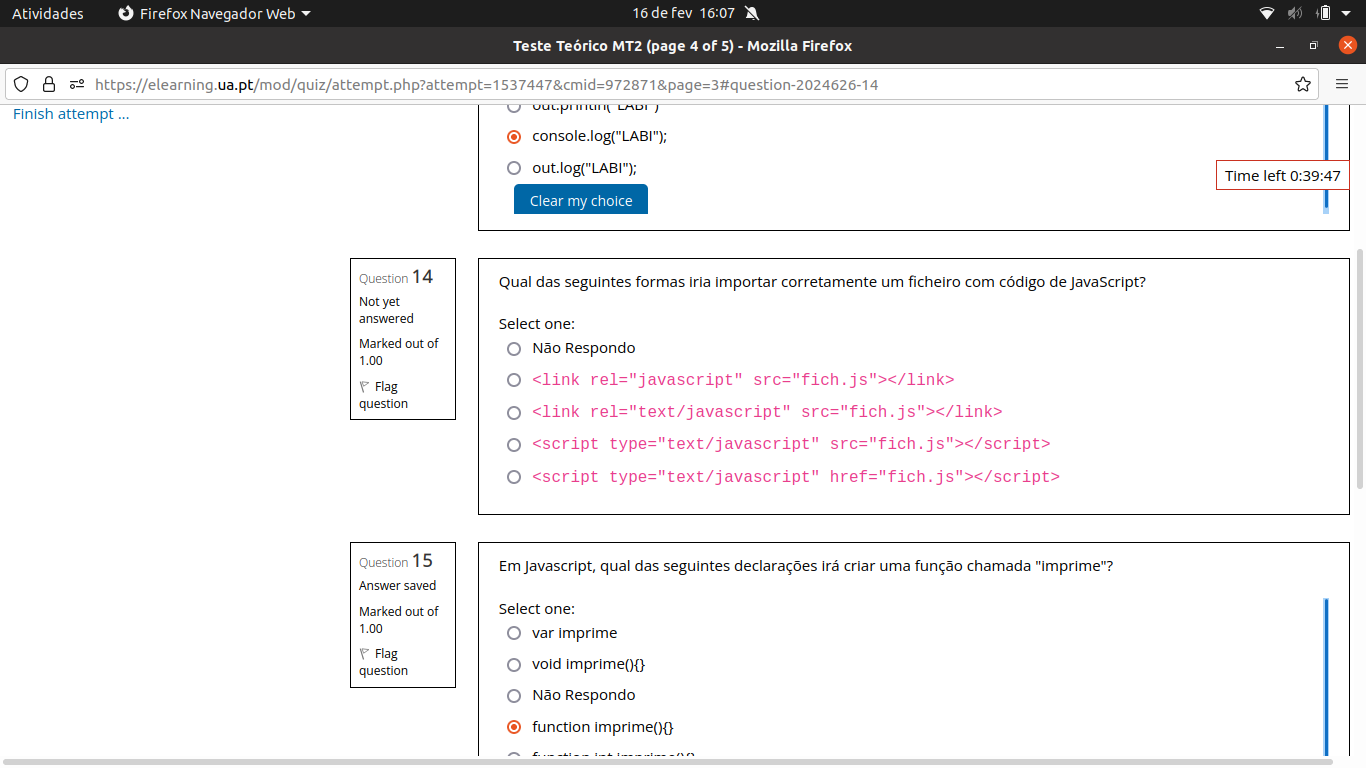 Atividades
Firefox Navegador Web
16 de fev 16:07
Teste Teórico MT2 (page 4 of 5) - Mozilla Firefox
https://elearning.ua.pt/mod/quiz/attempt.php?attempt=1537447&cmid=972871&page=3#question-2024626-14
Finish attempt ...
out.println("LABI")
console.log("LABI");
out.log("LABI");
Time left 0:39:47
Clear my choice
Question 14
Not yet
answered
Marked out of
1.00
Flag
question
Qual das seguintes formas iria importar corretamente um ficheiro com código de JavaScript?
Select one:
Não Respondo
<link rel="javascript" src="fich.js"></link>
<link rel="text/javascript" src="fich.js"></link>
<script type="text/javascript" src="fich.js"></script>
<script type="text/javascript" href="fich.js"></script>
Question 15
Answer saved
Marked out of
1.00
Flag
question
Em Javascript, qual das seguintes declarações irá criar uma função chamada "imprime"?
Select one:
var imprime
void imprime(){}
Não Respondo
function imprime(){}
function int imprime(){}